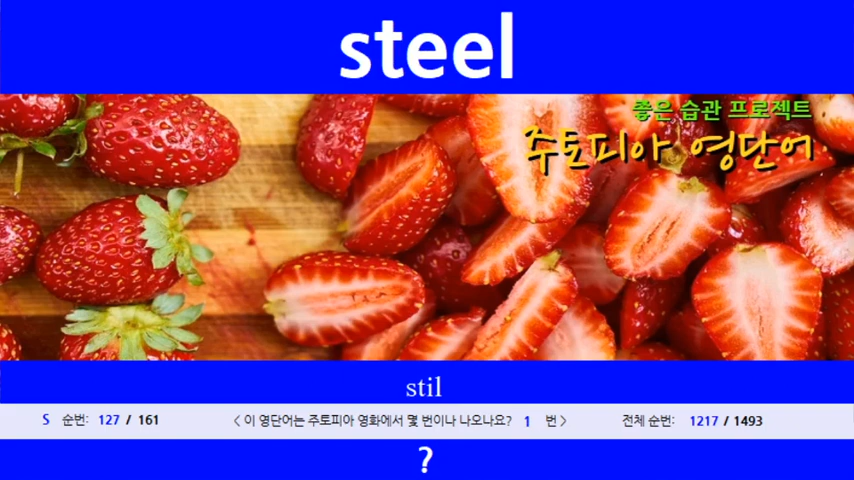 steel
좋은 습관 프로젝트
주토피아 영단어
stil
S 순번: 127 / 161 < 이 영단어는 주토피아 영화에서 몇 번이나 나오나요? 1 번 > 전체 순번: 1217 / 1493
?